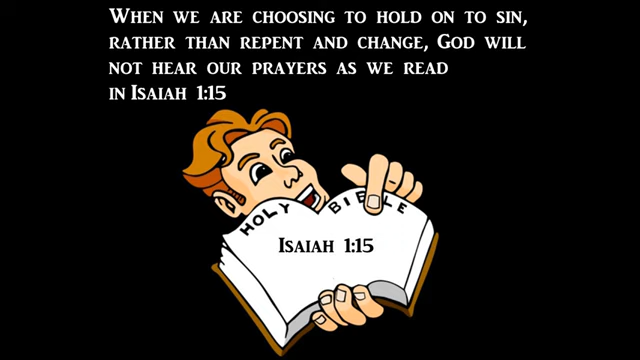 When we are choosing to hold on to sin,
rather than repent and change, God will
not hear our prayers as we read
in Isaiah 1:15
HOLY BIBLE
Isaiah 1:15